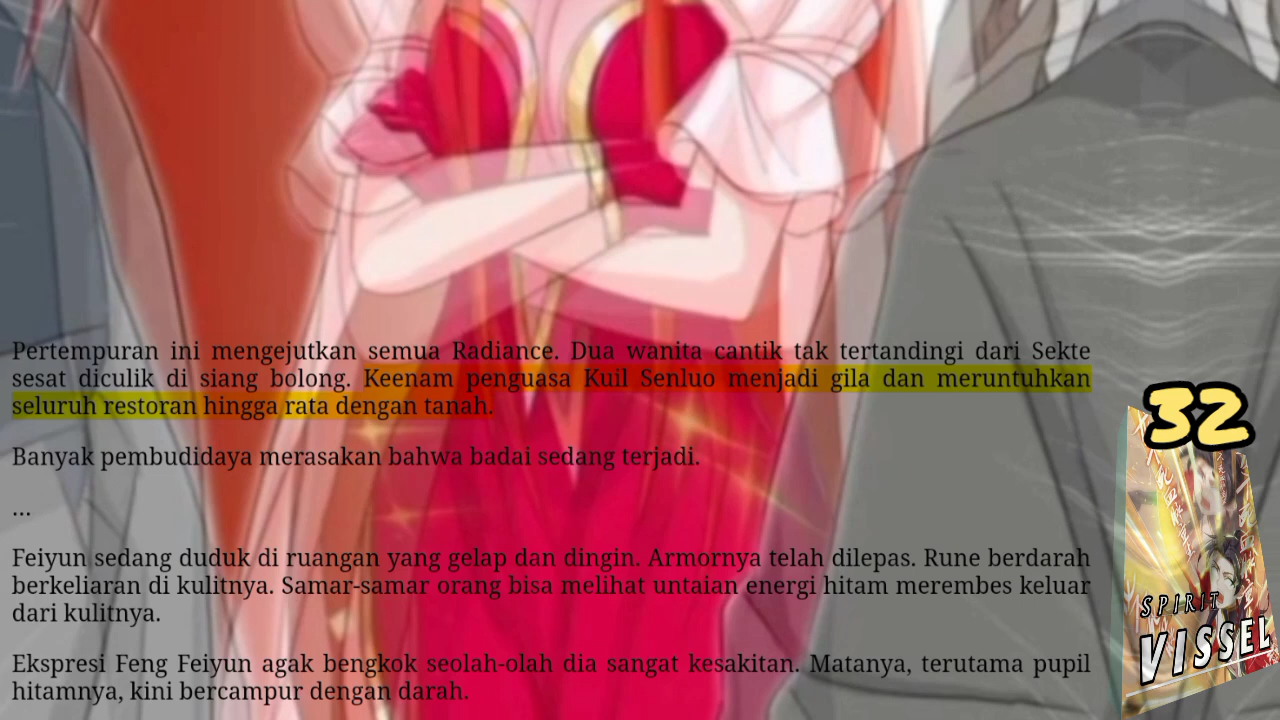 Pertempuran ini mengejutkan semua Radiance. Dua wanita cantik tak tertandingi dari Sekte
sesat diculik di siang bolong. Keenam penguasa Kuil Senluo menjadi gila dan meruntuhkan
seluruh restoran hingga rata dengan tanah.
Banyak pembudidaya merasakan bahwa badai sedang terjadi.
...
Feiyun sedang duduk di ruangan yang gelap dan dingin. Armornya telah dilepas. Rune berdarah
berkeliaran di kulitnya. Samar-samar orang bisa melihat untaian energi hitam merembes keluar
dari kulitnya.
Ekspresi Feng Feiyun agak bengkok seolah-olah dia sangat kesakitan. Matanya, terutama pupil
hitamnya, kini bercampur dengan darah.
32
SPIRIT
VISSEL